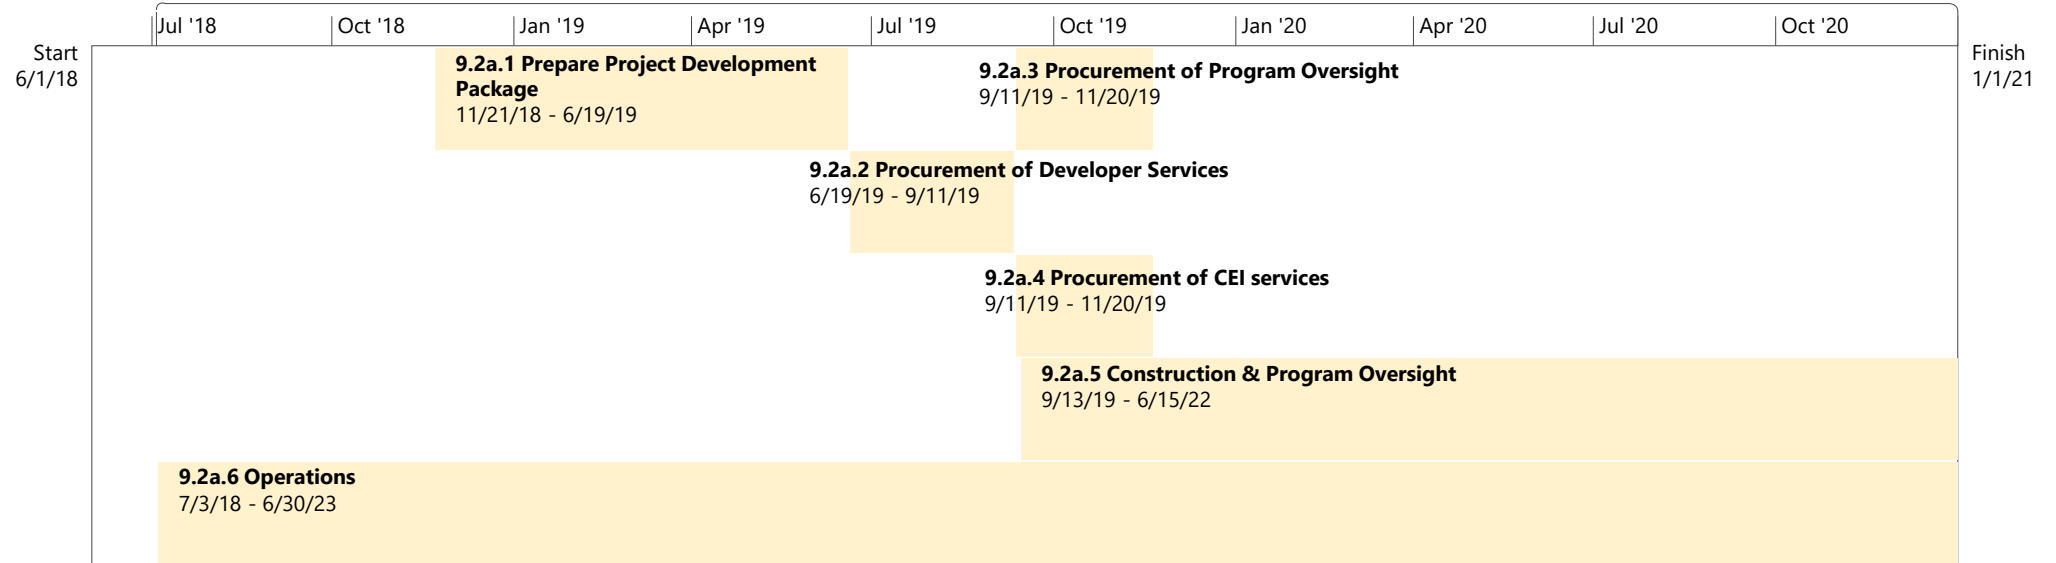 Jul '18
Oct '18
Jan '19
Apr '19
Jul '19
Oct '19
Jan '20
Apr '20
Jul '20
Oct '20
Start
6/1/18
Finish
1/1/21
9.2a.1 Prepare Project Development
Package
11/21/18 - 6/19/19
9.2a.3 Procurement of Program Oversight
9/11/19 - 11/20/19
9.2a.2 Procurement of Developer Services
6/19/19 - 9/11/19
9.2a.4 Procurement of CEI services
9/11/19 - 11/20/19
9.2a.5 Construction & Program Oversight
9/13/19 - 6/15/22
9.2a.6 Operations
7/3/18 - 6/30/23